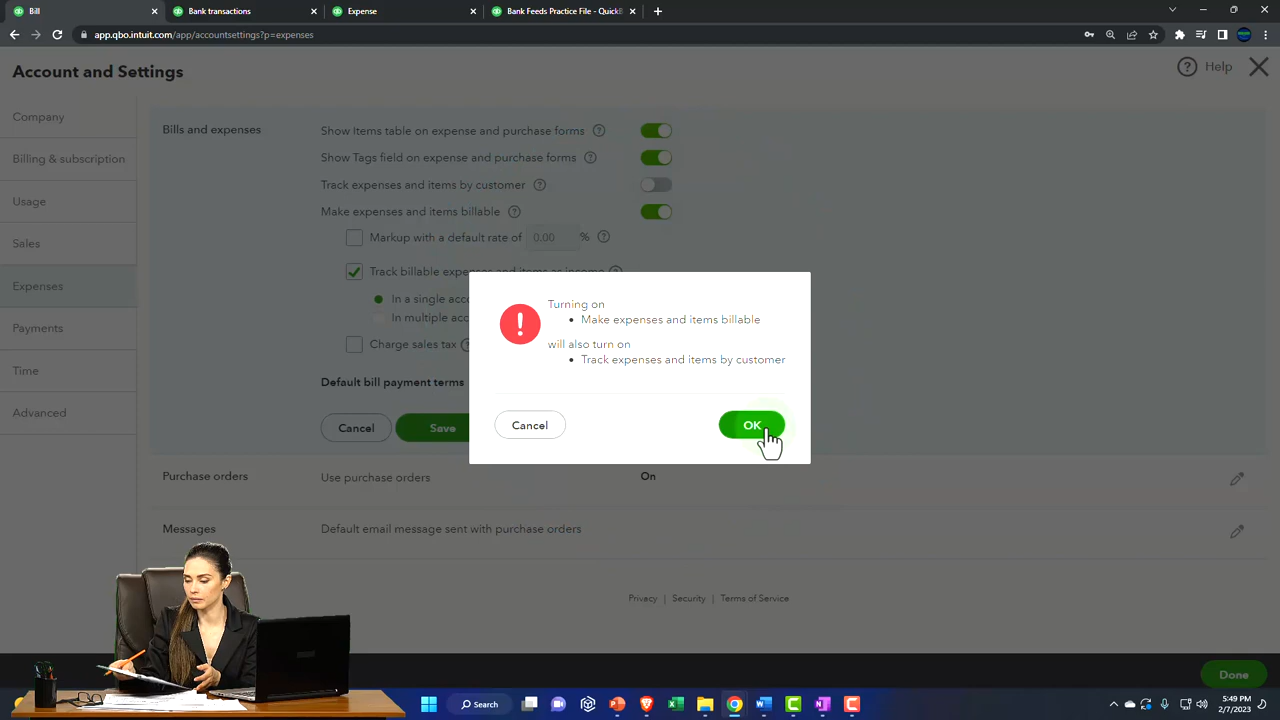 Bill
Bank transactions
Expense
Bank Feeds Practice File - QuickB
app.qbo.intuit.com/app/accountsettings?p=expenses
Account and Settings
Help
Company
Billing & subscription
Usage
Sales
Expenses
Payments
Time
Advanced
Bills and expenses
Show Items table on expense and purchase forms
Show Tags field on expense and purchase forms
Track expenses and items by customer
Make expenses and items billable
Markup with a default rate of 0.00 %
Track billable expenses and items as income
In a single acc
In multiple acc
Charge sales tax
Default bill payment terms
Cancel
Save
Turning on
• Make expenses and items billable
will also turn on
• Track expenses and items by customer
Cancel
OK
Purchase orders
Use purchase orders
On
Messages
Default email message sent with purchase orders
Privacy | Security | Terms of Service
Done
Search
5:49 PM
2/7/2023